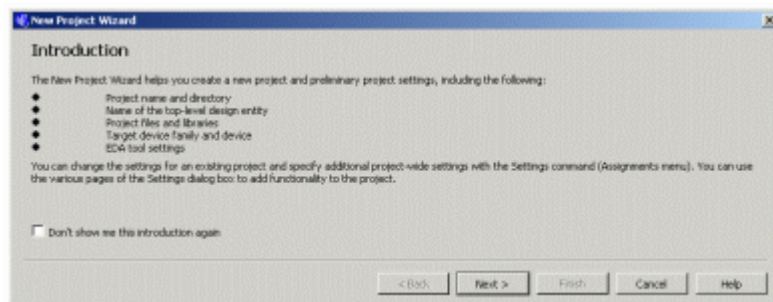 New Project Wizard
Introduction
The New Project Wizard helps you create a new project and preliminary project settings, including the following:
Project name and directory
Name of the top-level design entity
Project files and libraries
Target device family and device
EDA tool settings
You can change the settings for an existing project and specify additional project-wide settings with the Settings command (Assignments menu). You can use
the various pages of the Settings dialog box to add functionality to the project.
Don't show me this introduction again
< Back Next > Finish Cancel Help